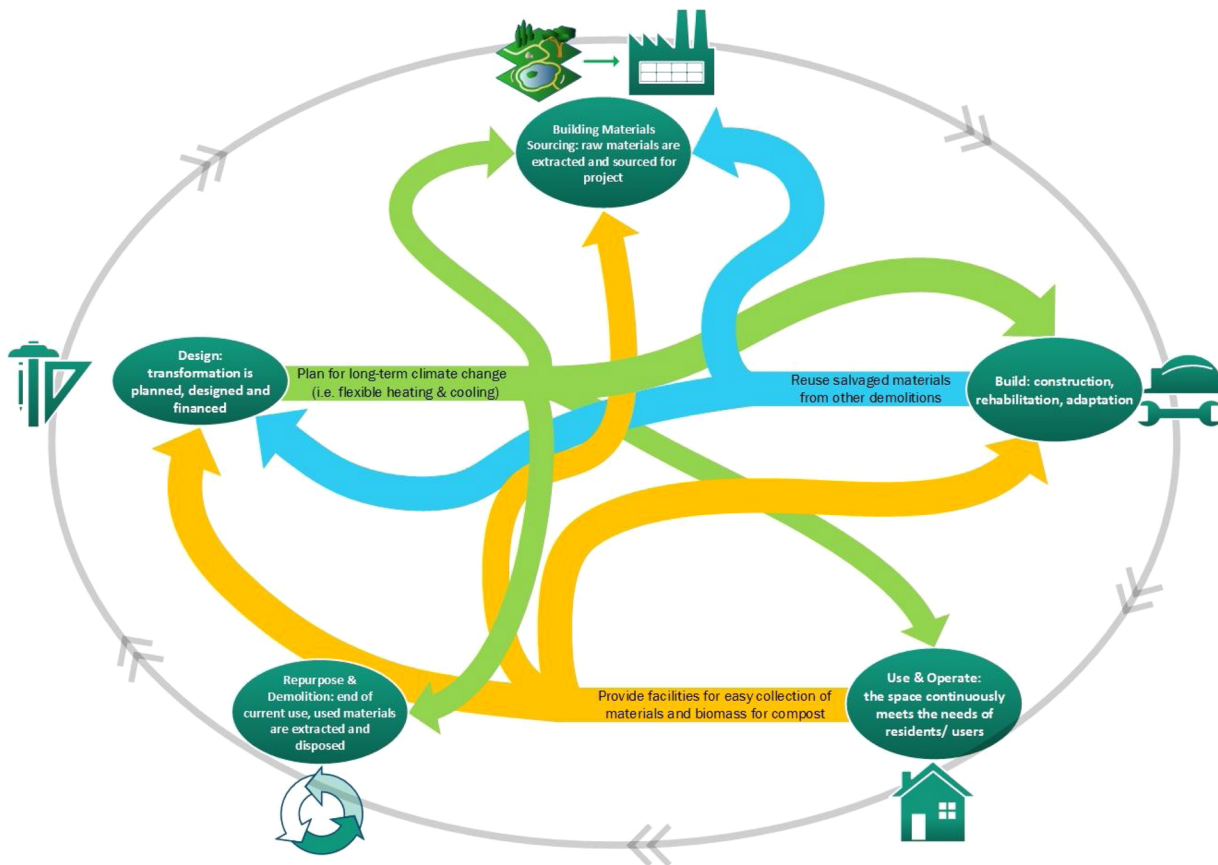 Building Materials
Sourcing: raw materials are
extracted and sourced for
project
Design:
transformation is
planned, designed and
financed
Plan for long-term climate change
(i.e. flexible heating & cooling)
Reuse salvaged materials
from other demolitions
Build: construction,
rehabilitation, adaptation
Repurpose &
Demolition: end of
current use, used materials
are extracted and
disposed
Provide facilities for easy collection of
materials and biomass for compost
Use & Operate:
the space continuously
meets the needs of
residents/ users